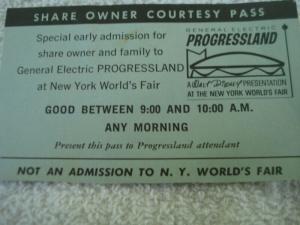 SHARE OWNER COURTESY PASS
Special early admission for
share owner and family to
General Electric PROGRESSLAND
at New York World's Fair
GENERAL ELECTRIC
PROGRESSLAND
A Walt Disney PRESENTATION
AT THE NEW YORK WORLD'S FAIR
GOOD BETWEEN 9:00 AND 10:00 A.M.
ANY MORNING
Present this pass to Progressland attendant
NOT AN ADMISSION TO N. Y. WORLD'S FAIR